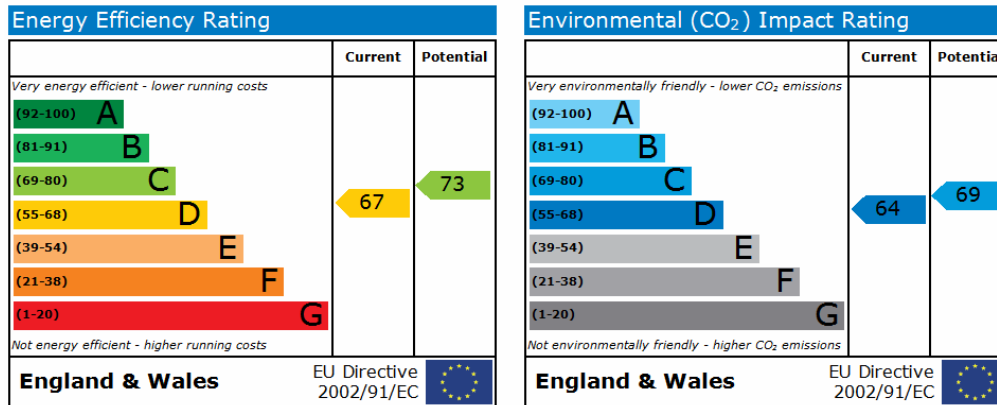 Energy Efficiency Rating
Current Potential
Very energy efficient - lower running costs
(92-100) A
(81-91) B
(69-80) C
73
(55-68) D
67
(39-54) E
(21-38) F
(1-20) G
Not energy efficient - higher running costs
England & Wales
EU Directive
2002/91/EC
Environmental (CO₂) Impact Rating
Current Potentia
Very environmentally friendly - lower CO₂ emissions
(92-100) A
(81-91) B
(69-80) C
69
(55-68) D
64
(39-54) E
(21-38) F
(1-20) G
Not environmentally friendly - higher CO₂ emissions
England & Wales
EU Directive
2002/91/EC